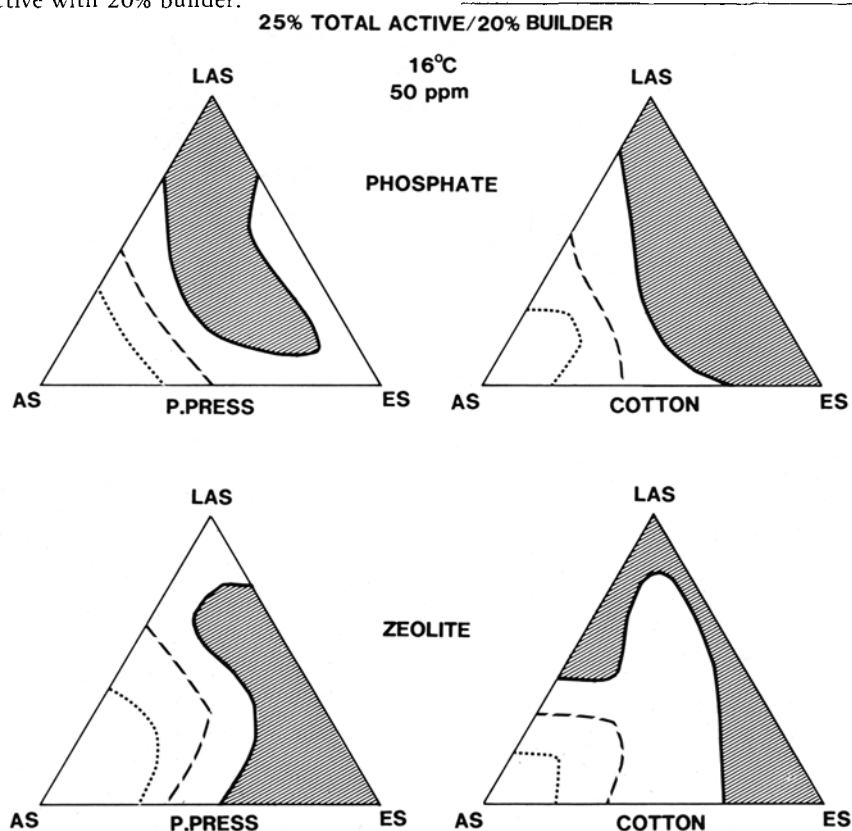 ctive with 20% builder.
25% TOTAL ACTIVE/20% BUILDER
16°C
50 ppm
LAS
LAS
PHOSPHATE
AS
P.PRESS
ES
AS
COTTON
ES
LAS
LAS
ZEOLITE
AS
P.PRESS
ES
AS
COTTON
ES